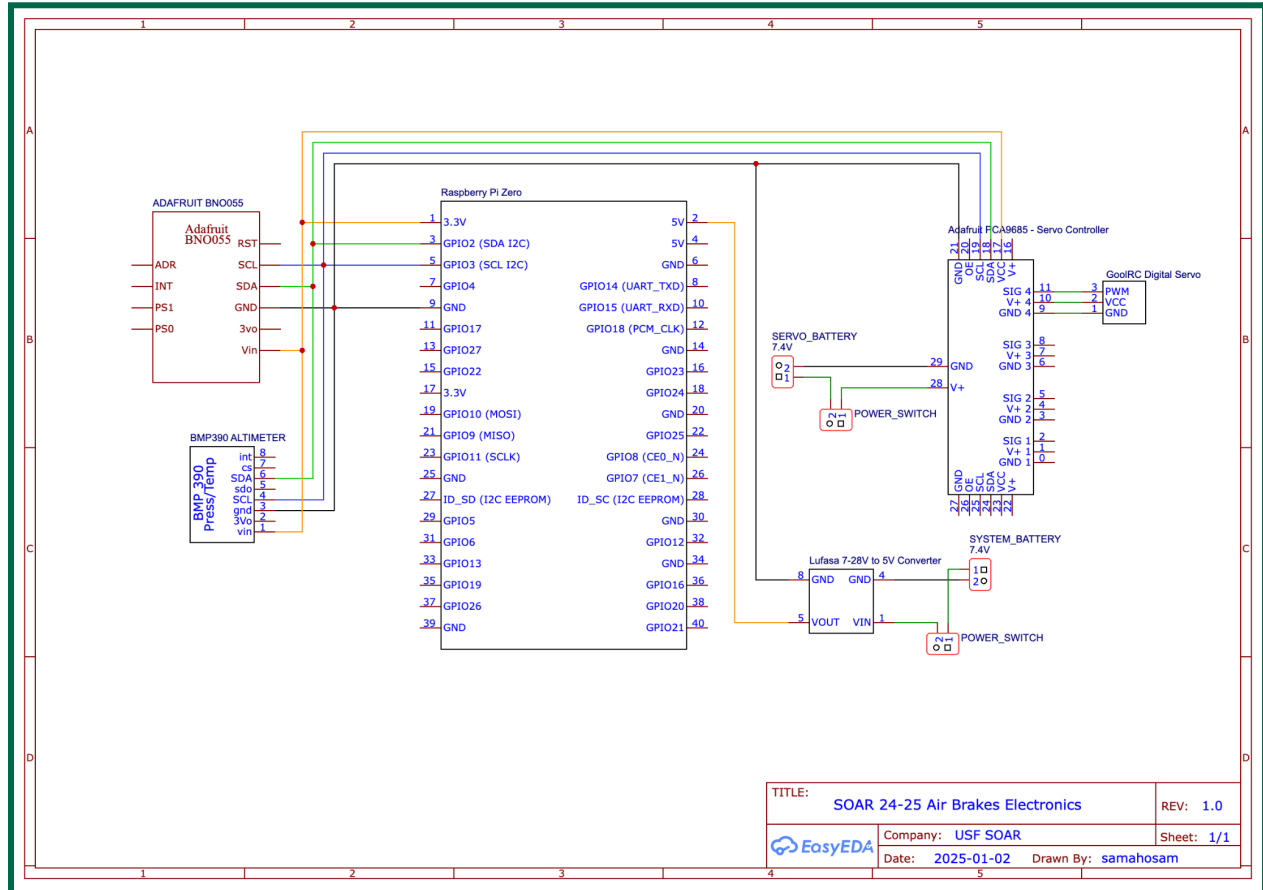 1 2 3 4 5
A A
B B
C C
D D
1 2 3 4 5
ADAFRUIT BNO055
Adafruit
BNO055
RST
SCL
SDA
GND
3vo
Vin
ADR
INT
PS1
PS0
BMP390 ALTIMETER
BMP 390
Press/Temp
int 8
cs 7
SDA 6
sdo 5
SCL 4
gnd 3
3Vo 2
vin 1
Raspberry Pi Zero
1 3.3V 5V 2
3 GPIO2 (SDA I2C) 5V 4
5 GPIO3 (SCL I2C) GND 6
7 GPIO4 GPIO14 (UART_TXD) 8
9 GND GPIO15 (UART_RXD) 10
11 GPIO17 GPIO18 (PCM_CLK) 12
13 GPIO27 GND 14
15 GPIO22 GPIO23 16
17 3.3V GPIO24 18
19 GPIO10 (MOSI) GND 20
21 GPIO9 (MISO) GPIO25 22
23 GPIO11 (SCLK) GPIO8 (CE0_N) 24
25 GND GPIO7 (CE1_N) 26
27 ID_SD (I2C EEPROM) ID_SC (I2C EEPROM) 28
29 GPIO5 GND 30
31 GPIO6 GPIO12 32
33 GPIO13 GND 34
35 GPIO19 GPIO16 36
37 GPIO26 GPIO20 38
39 GND GPIO21 40
Adafruit PCA9685 - Servo Controller
21 20 19 18 17 16
GND OE SCL SDA VCC V+
SIG 4 11
V+ 4 10
GND 4 9
SIG 3 8
V+ 3 7
GND 3 6
SIG 2 5
V+ 2 4
GND 2 3
SIG 1 2
V+ 1 1
GND 1 0
29 GND
28 V+
GND OE SCL SDA VCC V+
27 26 25 24 23 22
GoolRC Digital Servo
3 PWM
2 VCC
1 GND
SERVO_BATTERY
7.4V
2
1
2 1
POWER_SWITCH
Lufasa 7-28V to 5V Converter
8 GND GND 4
5 VOUT VIN 1
SYSTEM_BATTERY
7.4V
1
2
2 1
POWER_SWITCH
TITLE:
SOAR 24-25 Air Brakes Electronics
REV: 1.0
EasyEDA
Company: USF SOAR
Sheet: 1/1
Date: 2025-01-02 Drawn By: samahosam